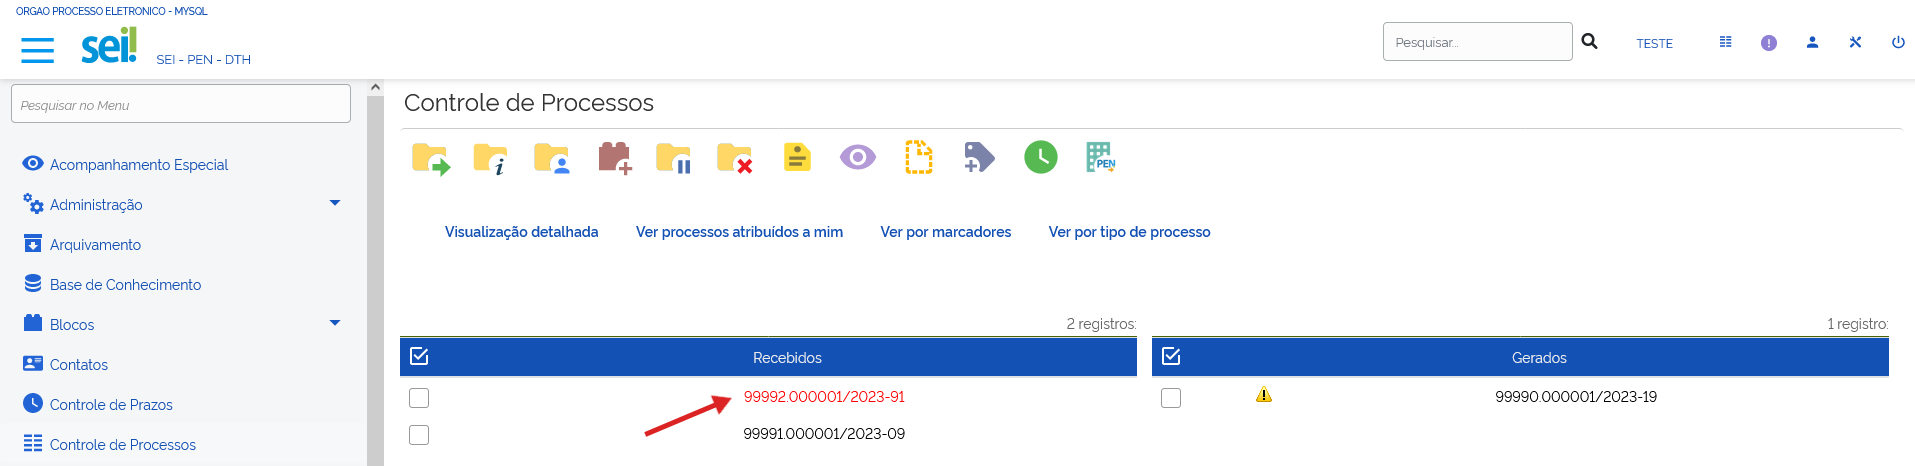 ORGAO PROCESSO ELETRONICO - MYSQL
sei!
SEI - PEN - DTH
Pesquisar...
TESTE
Pesquisar no Menu
Acompanhamento Especial
Administração
Arquivamento
Base de Conhecimento
Blocos
Contatos
Controle de Prazos
Controle de Processos
Controle de Processos
PEN
Visualização detalhada
Ver processos atribuídos a mim
Ver por marcadores
Ver por tipo de processo
2 registros:
Recebidos
99992.000001/2023-91
99991.000001/2023-09
1 registro:
Gerados
99990.000001/2023-19